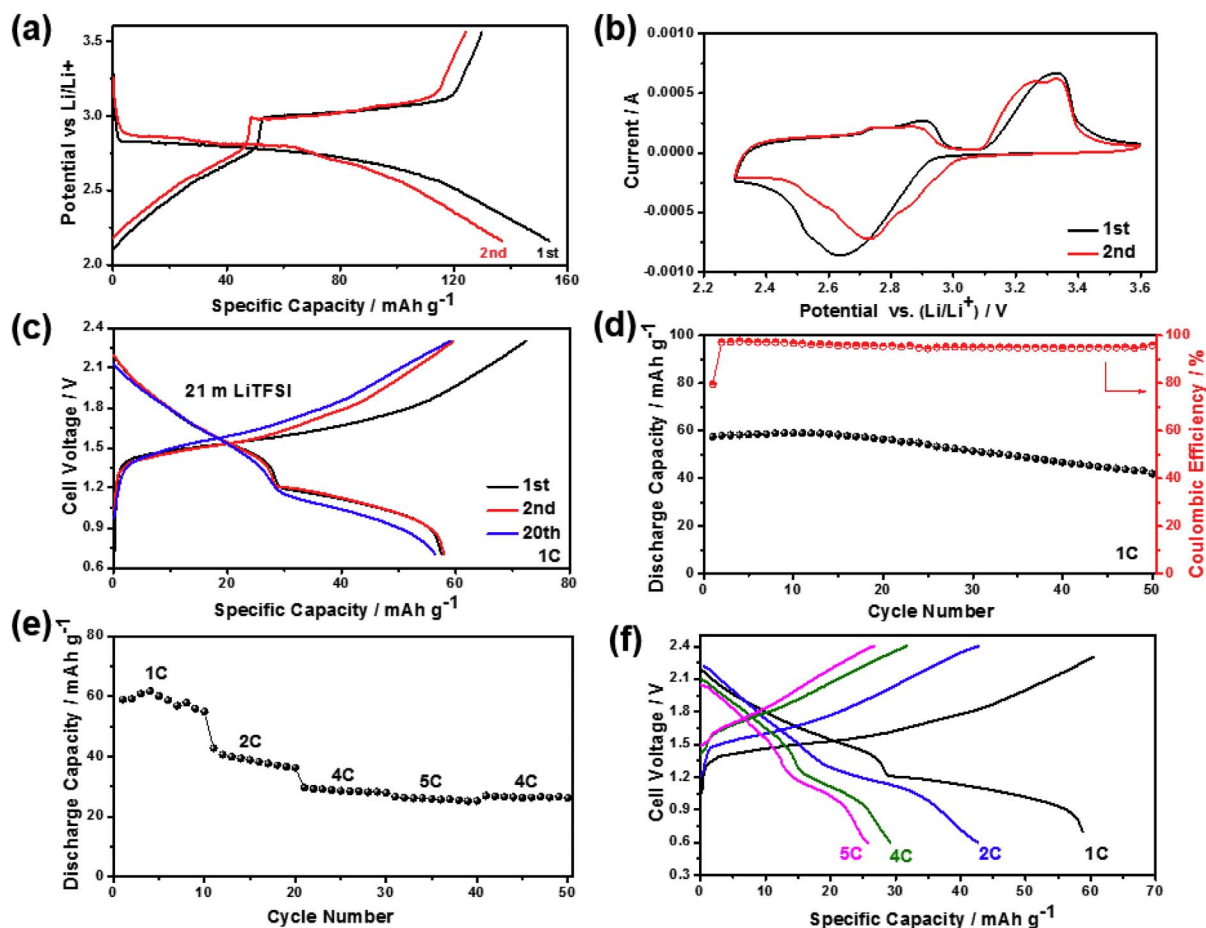 (a)
3.5
3.0
2.5
2.0
Potential vs Li/Li+
2nd
1st
0
40
80
120
160
Specific Capacity / mAh g⁻¹
(b)
0.0010
0.0005
0.0000
-0.0005
-0.0010
Current / A
1st
2nd
2.2
2.4
2.6
2.8
3.0
3.2
3.4
3.6
Potential vs. (Li/Li⁺) / V
(c)
2.4
2.1
1.8
1.5
1.2
0.9
0.6
Cell Voltage / V
21 m LiTFSI
1st
2nd
20th
1C
0
20
40
60
80
Specific Capacity / mAh g⁻¹
(d)
100
80
60
40
20
0
Discharge Capacity / mAh g⁻¹
100
80
60
40
20
0
Coulombic Efficiency / %
1C
0
10
20
30
40
50
Cycle Number
(e)
80
60
40
20
0
Discharge Capacity / mAh g⁻¹
1C
2C
4C
5C
4C
0
10
20
30
40
50
Cycle Number
(f)
2.4
2.1
1.8
1.5
1.2
0.9
0.6
0.3
Cell Voltage / V
5C
4C
2C
1C
0
10
20
30
40
50
60
70
Specific Capacity / mAh g⁻¹